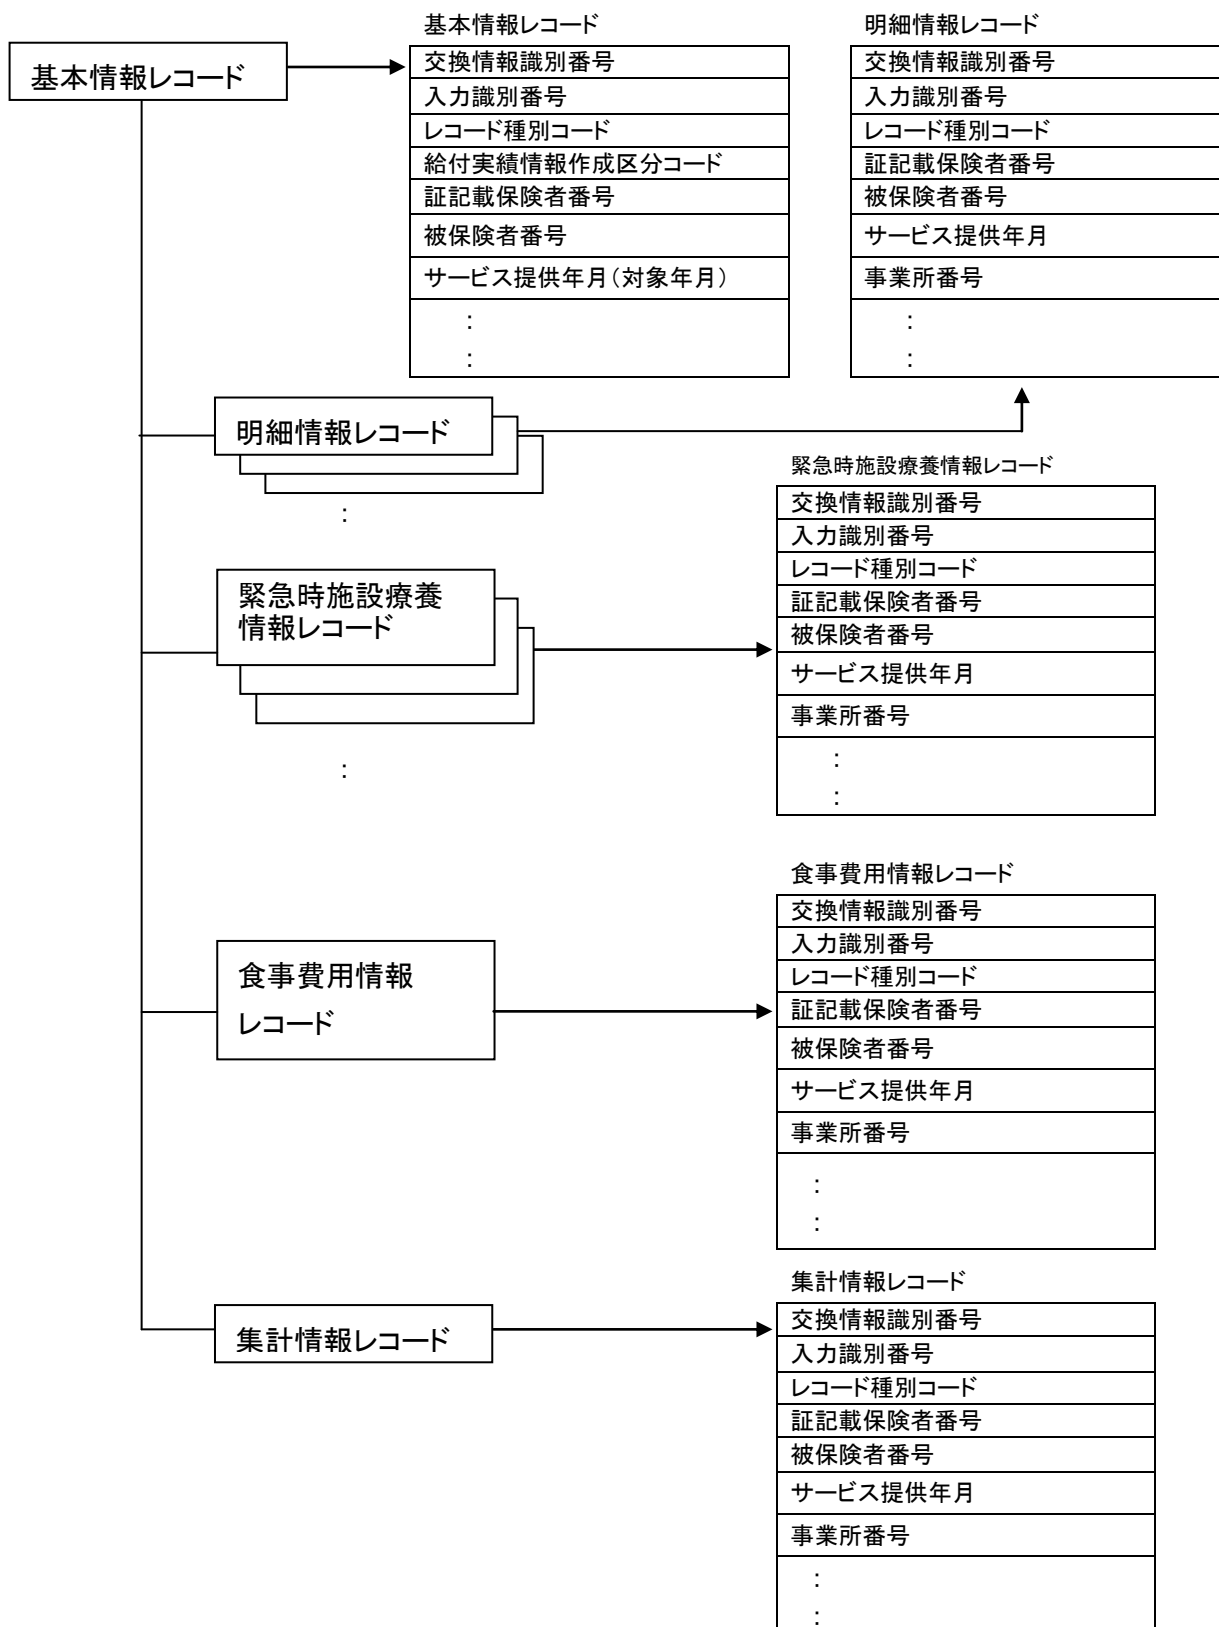 基本情報レコード
基本情報レコード
交換情報識別番号
入力識別番号
レコード種別コード
給付実績情報作成区分コード
証記載保険者番号
被保険者番号
サービス提供年月(対象年月)
:
:
明細情報レコード
交換情報識別番号
入力識別番号
レコード種別コード
証記載保険者番号
被保険者番号
サービス提供年月
事業所番号
:
:
明細情報レコード
:
緊急時施設療養
情報レコード
:
緊急時施設療養情報レコード
交換情報識別番号
入力識別番号
レコード種別コード
証記載保険者番号
被保険者番号
サービス提供年月
事業所番号
:
:
食事費用情報
レコード
食事費用情報レコード
交換情報識別番号
入力識別番号
レコード種別コード
証記載保険者番号
被保険者番号
サービス提供年月
事業所番号
:
:
集計情報レコード
集計情報レコード
交換情報識別番号
入力識別番号
レコード種別コード
証記載保険者番号
被保険者番号
サービス提供年月
事業所番号
:
: